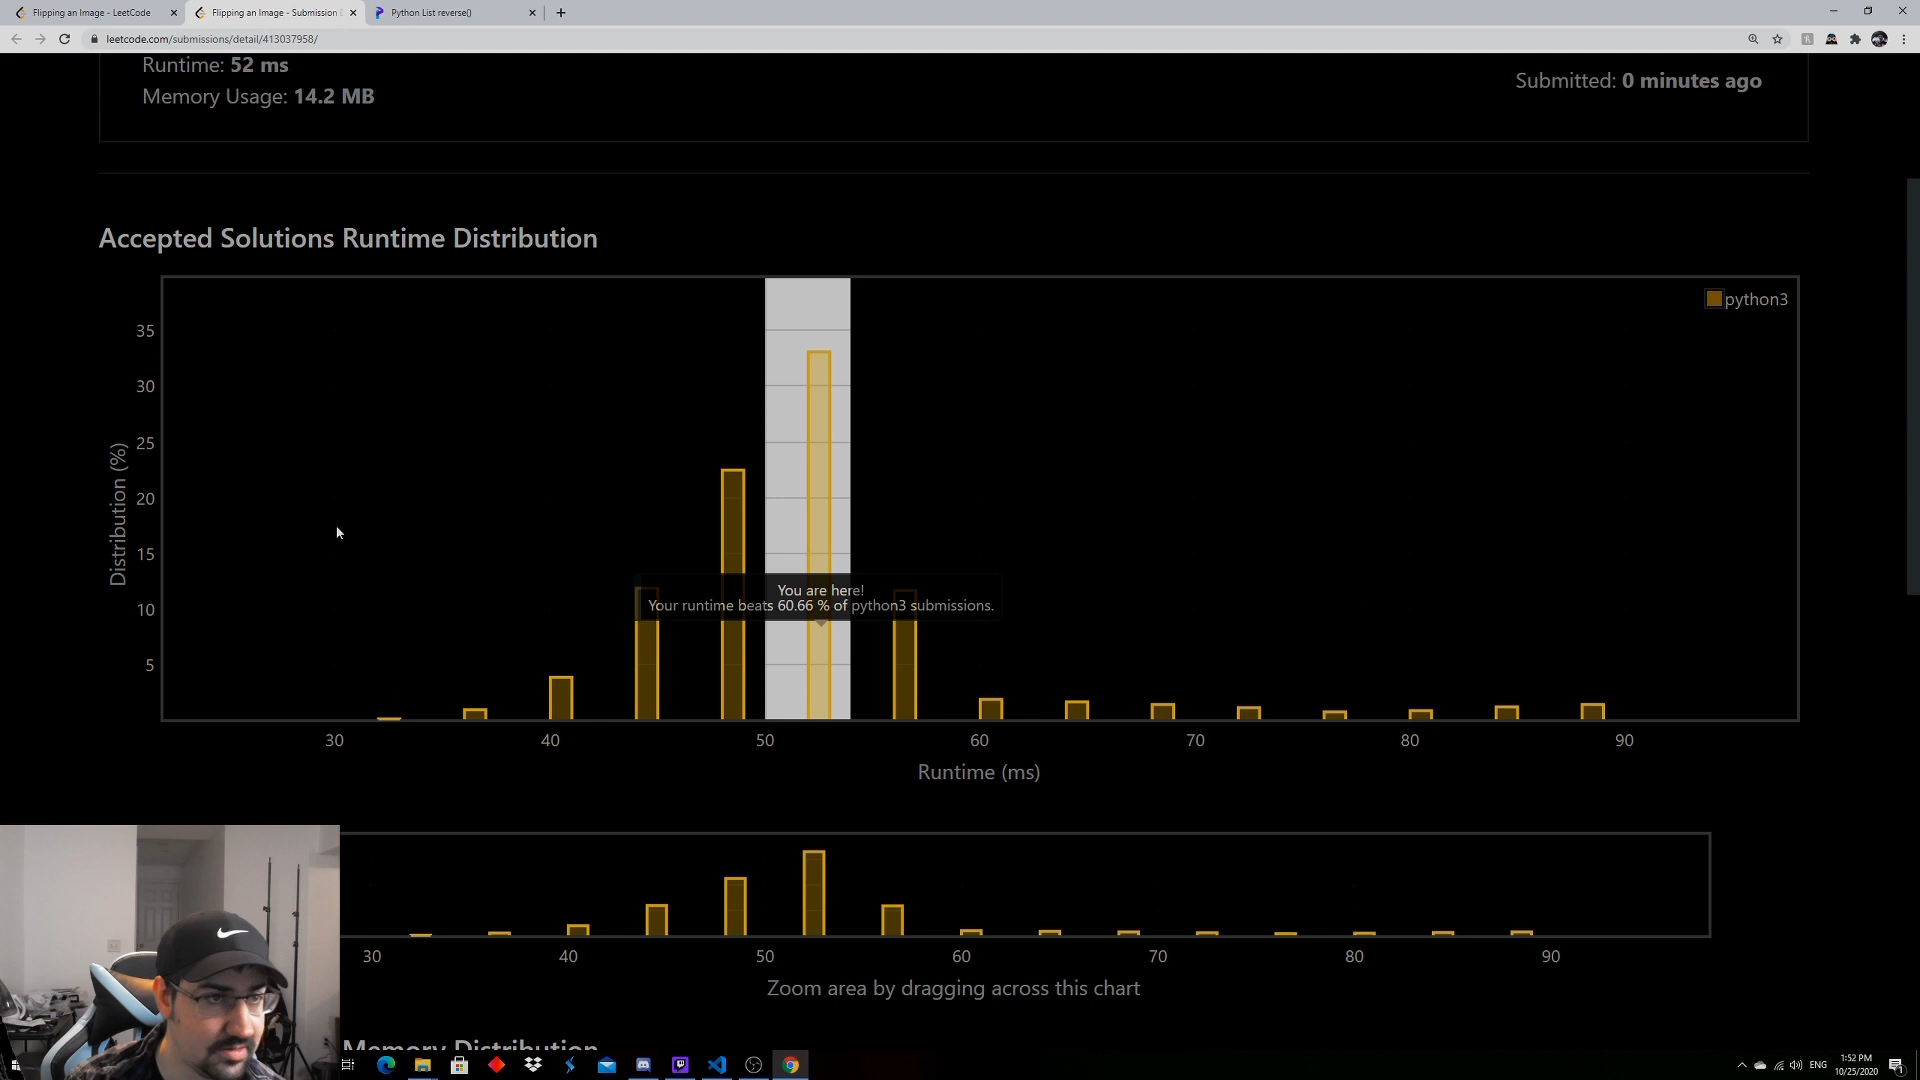 Flipping an Image - LeetCode
Flipping an Image - Submission D
Python List reverse()
leetcode.com/submissions/detail/413037958/
Runtime: 52 ms
Memory Usage: 14.2 MB
Submitted: 0 minutes ago
Accepted Solutions Runtime Distribution
python3
35
30
25
20
15
10
5
Distribution (%)
You are here!
Your runtime beats 60.66 % of python3 submissions.
30 40 50 60 70 80 90
Runtime (ms)
30 40 50 60 70 80 90
Zoom area by dragging across this chart
Memory Distribution
ENG
1:52 PM
10/25/2020